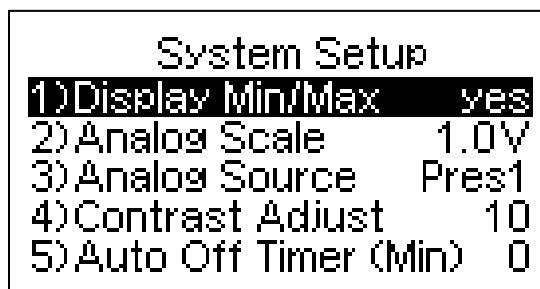 System Setup
1)Display Min/Max yes
2)Analog Scale 1.0V
3)Analog Source Pres1
4)Contrast Adjust 10
5)Auto Off Timer (Min) 0